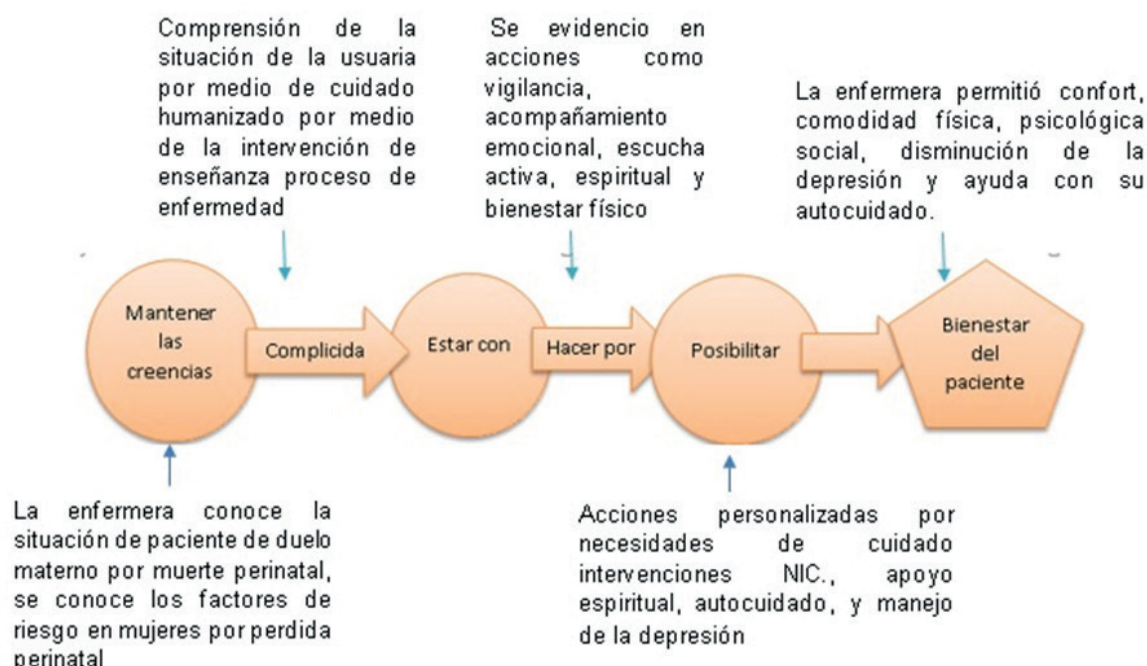 Comprensión de la
situación de la usuaria
por medio de cuidado
humanizado por medio
de la intervención de
enseñanza proceso de
enfermedad
Se evidencio en
acciones como
vigilancia,
acompañamiento
emocional, escucha
activa, espiritual y
bienestar físico
La enfermera permitió confort,
comodidad física, psicológica
social, disminución de la
depresión y ayuda con su
autocuidado.
Mantener
las
creencias
Complicida
Estar con
Hacer por
Posibilitar
Bienestar
del
paciente
La enfermera conoce la
situación de paciente de duelo
materno por muerte perinatal,
se conoce los factores de
riesgo en mujeres por perdida
perinatal
Acciones personalizadas por
necesidades de cuidado
intervenciones NIC., apoyo
espiritual, autocuidado, y manejo
de la depresión